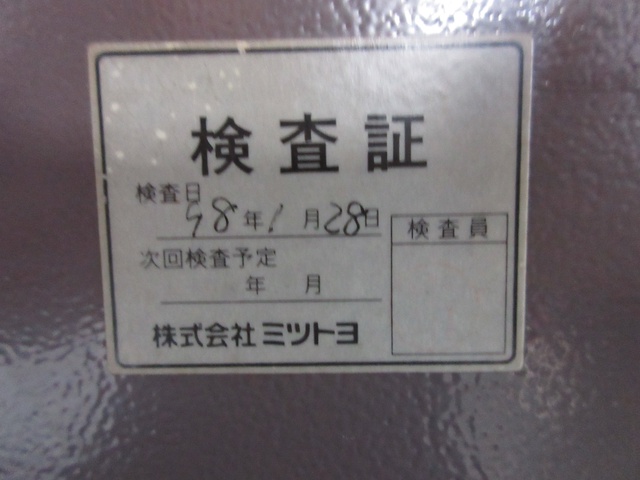 検査証
検査日
98年1月28日
検査員
次回検査予定
年 月
株式会社ミツトヨ